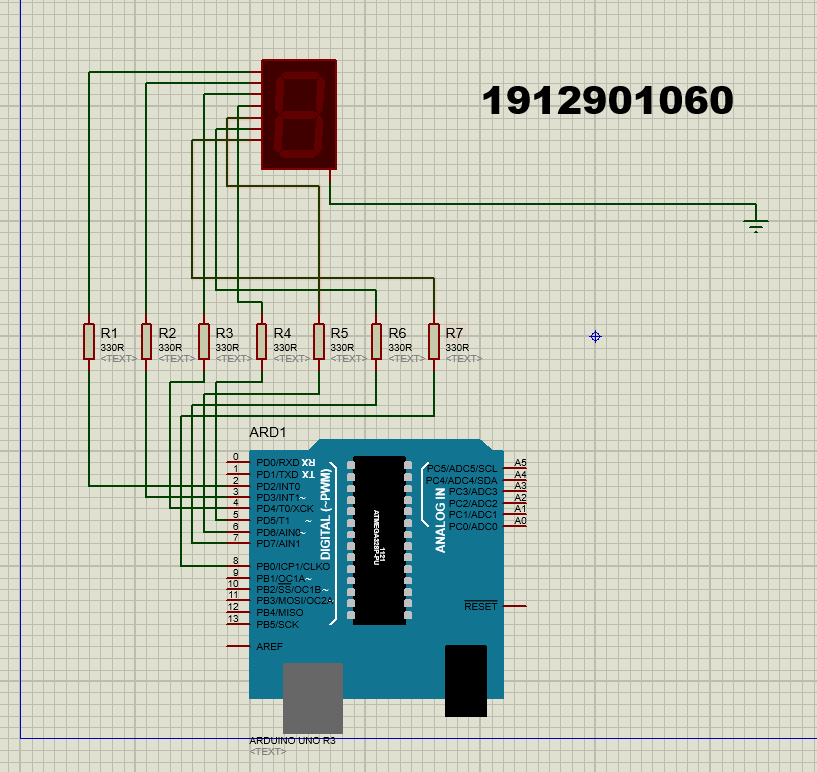 1912901060
R1 R2 R3 R4 R5 R6 R7
330R 330R 330R 330R 330R 330R 330R
<TEXT> <TEXT> <TEXT> <TEXT> <TEXT> <TEXT> <TEXT>
ARD1
0 PD0/RXD RX
1 PD1/TXD TX
2 PD2/INT0
3 PD3/INT1~
4 PD4/T0/XCK
5 PD5/T1 ~
6 PD6/AIN0~
7 PD7/AIN1
8 PB0/ICP1/CLKO
9 PB1/OC1A~
10 PB2/SS/OC1B~
11 PB3/MOSI/OC2A~
12 PB4/MISO
13 PB5/SCK
AREF
DIGITAL (~PWM)
ATMEGA328P-PU
1121
ANALOG IN
PC5/ADC5/SCL A5
PC4/ADC4/SDA A4
PC3/ADC3 A3
PC2/ADC2 A2
PC1/ADC1 A1
PC0/ADC0 A0
RESET
ARDUINO UNO R3
<TEXT>